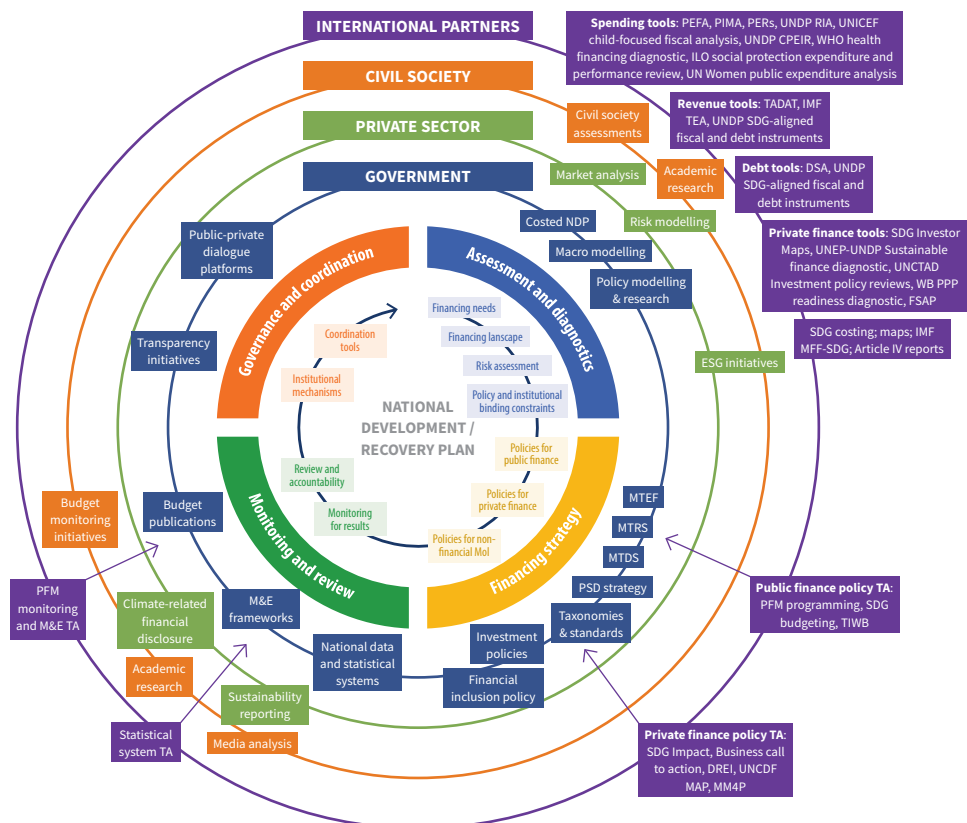 INTERNATIONAL PARTNERS
CIVIL SOCIETY
PRIVATE SECTOR
GOVERNMENT
Spending tools: PEFA, PIMA, PERs, UNDP RIA, UNICEF
child-focused fiscal analysis, UNDP CPEIR, WHO health
financing diagnostic, ILO social protection expenditure and
performance review, UN Women public expenditure analysis
Revenue tools: TADAT, IMF
TEA, UNDP SDG-aligned
fiscal and debt instruments
Debt tools: DSA, UNDP
SDG-aligned fiscal and
debt instruments
Private finance tools: SDG Investor
Maps, UNEP-UNDP Sustainable
finance diagnostic, UNCTAD
Investment policy reviews, WB PPP
readiness diagnostic, FSAP
SDG costing; maps; IMF
MFF-SDG; Article IV reports
Civil society
assessments
Academic
research
Market analysis
Risk modelling
ESG initiatives
Costed NDP
Macro modelling
Policy modelling
& research
Public-private
dialogue
platforms
Transparency
initiatives
Governance and coordination
Assessment and diagnostics
Coordination
tools
Institutional
mechanisms
Financing needs
Financing lanscape
Risk assessment
Policy and institutional
binding constraints
NATIONAL
DEVELOPMENT /
RECOVERY PLAN
Policies for
public finance
Policies for
private finance
Policies for non-
financial MoI
Review and
accountability
Monitoring
for results
Monitoring and review
Financing strategy
MTEF
MTRS
MTDS
PSD strategy
Taxonomies
& standards
Investment
policies
Financial
inclusion policy
Budget
monitoring
initiatives
Budget
publications
PFM
monitoring
and M&E TA
Climate-related
financial
disclosure
M&E
frameworks
National data
and statistical
systems
Academic
research
Sustainability
reporting
Statistical
system TA
Media analysis
Public finance policy TA:
PFM programming, SDG
budgeting, TIWB
Private finance policy TA:
SDG Impact, Business call
to action, DREI, UNCDF
MAP, MM4P